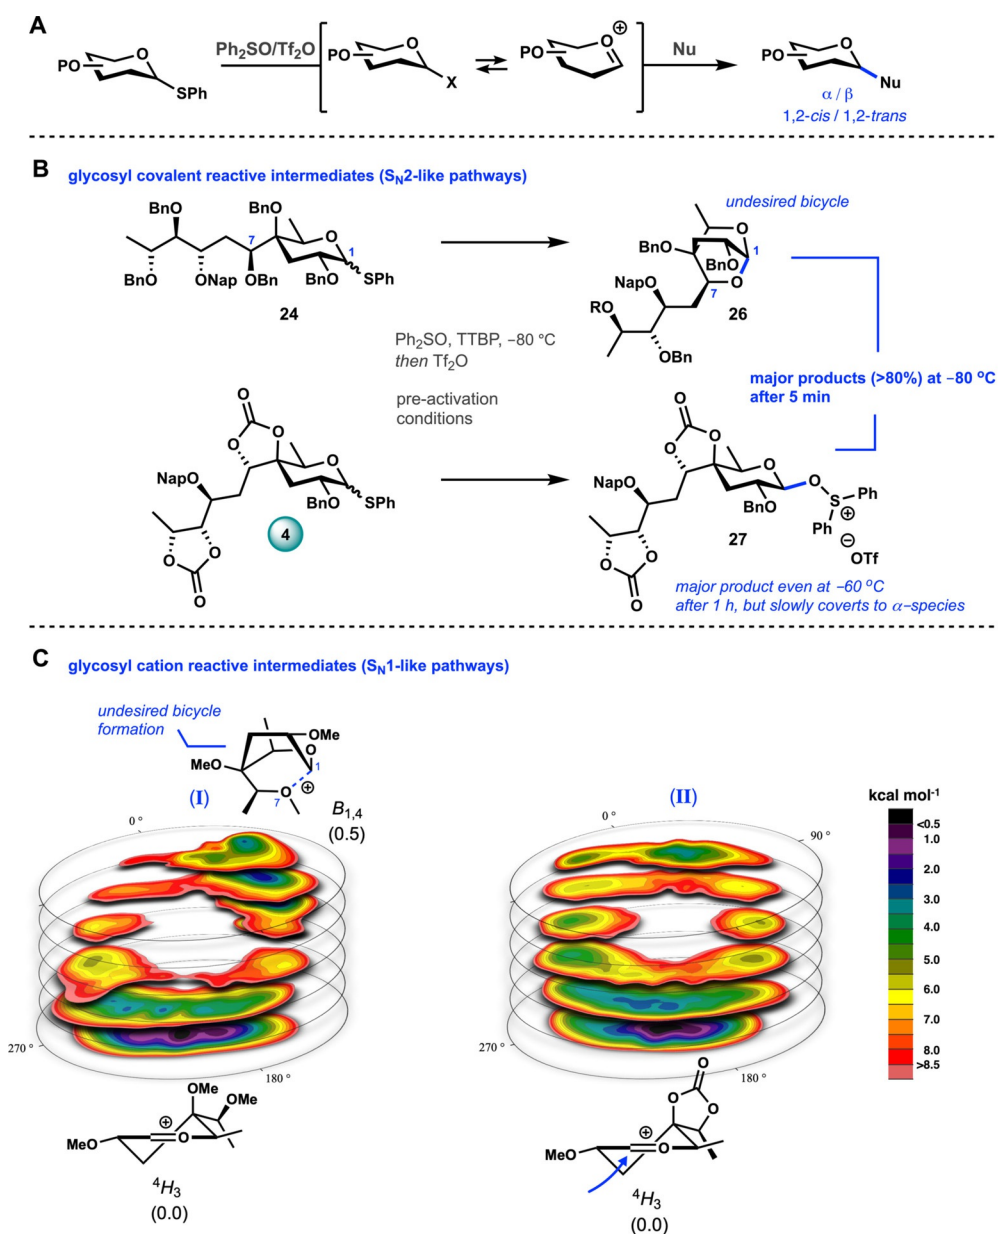 A
PO
O
SPh
Ph2SO/Tf2O
PO
O
X
PO
O
⊕
Nu
PO
O
Nu
α / β
1,2-cis / 1,2-trans
B
glycosyl covalent reactive intermediates (SN2-like pathways)
undesired bicycle
BnO
BnO
7
O
1
BnO
ONap
OBn
BnO
SPh
24
O
BnO
1
BnO
NapO
O
7
RO
26
OBn
Ph2SO, TTBP, −80 °C
then Tf2O
pre-activation
conditions
major products (>80%) at −80 °C
after 5 min
O
O
O
O
NapO
BnO
SPh
4
O
O
O
O
O
O
O
NapO
BnO
O
S
Ph
Ph
⊕
⊖
OTf
27
O
O
O
major product even at −60 °C
after 1 h, but slowly coverts to α−species
C
glycosyl cation reactive intermediates (SN1-like pathways)
undesired bicycle
formation
OMe
O
MeO
1
O
7
⊕
(I)
B1,4
(0.5)
(II)
kcal mol-1
<0.5
1.0
2.0
3.0
4.0
5.0
6.0
7.0
8.0
>8.5
0 °
270 °
180 °
0 °
90 °
270 °
180 °
OMe
OMe
⊕
MeO
O
4H3
(0.0)
O
O
O
⊕
MeO
O
4H3
(0.0)